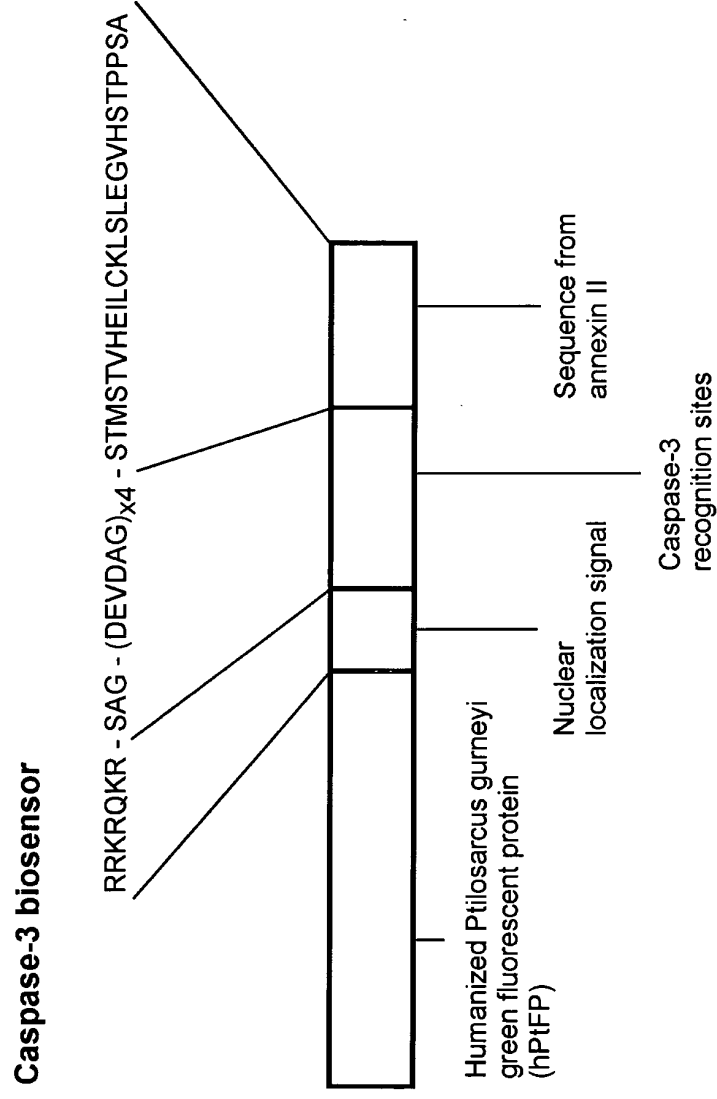 Caspase-3 biosensor
RRKRQKR - SAG - (DEVDAG)x4 - STMSTVHEILCKLSLEGVHSTPPSA
Humanized Ptilosarcus gurneyi
green fluorescent protein
(hPtFP)
Nuclear
localization signal
Caspase-3
recognition sites
Sequence from
annexin II